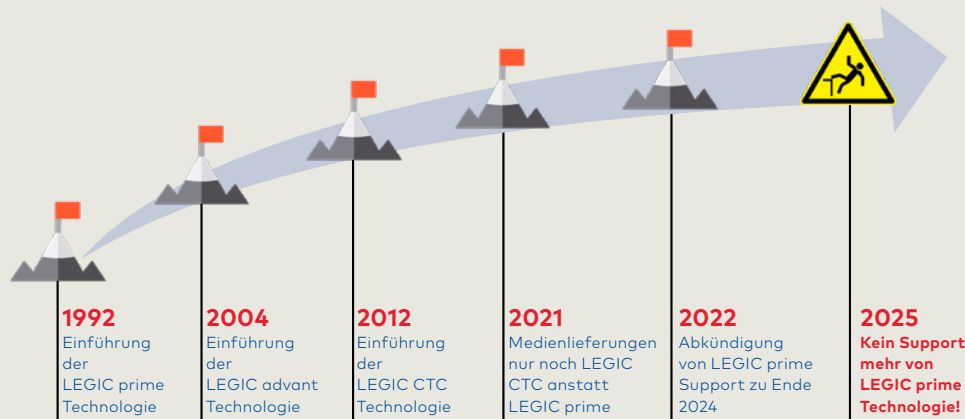 1992
Einführung
der
LEGIC prime
Technologie
2004
Einführung
der
LEGIC advant
Technologie
2012
Einführung
der
LEGIC CTC
Technologie
2021
Medienlieferungen
nur noch LEGIC
CTC anstatt
LEGIC prime
2022
Abkündigung
von LEGIC prime
Support zu Ende
2024
2025
Kein Support
mehr von
LEGIC prime
Technologie!